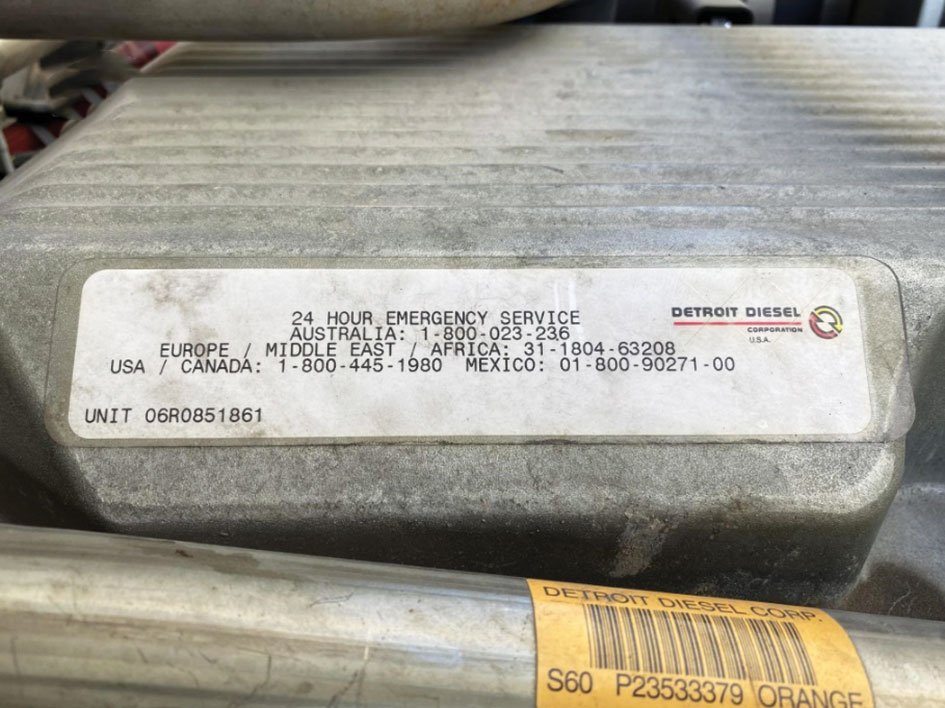 24 HOUR EMERGENCY SERVICE
AUSTRALIA: 1-800-023-236
EUROPE / MIDDLE EAST / AFRICA: 31-1804-63208
USA / CANADA: 1-800-445-1980 MEXICO: 01-800-90271-00
UNIT 06R0851861
DETROIT DIESEL
CORPORATION
U.S.A.
DETROIT DIESEL CORP.
S60 P23533379 ORANGE